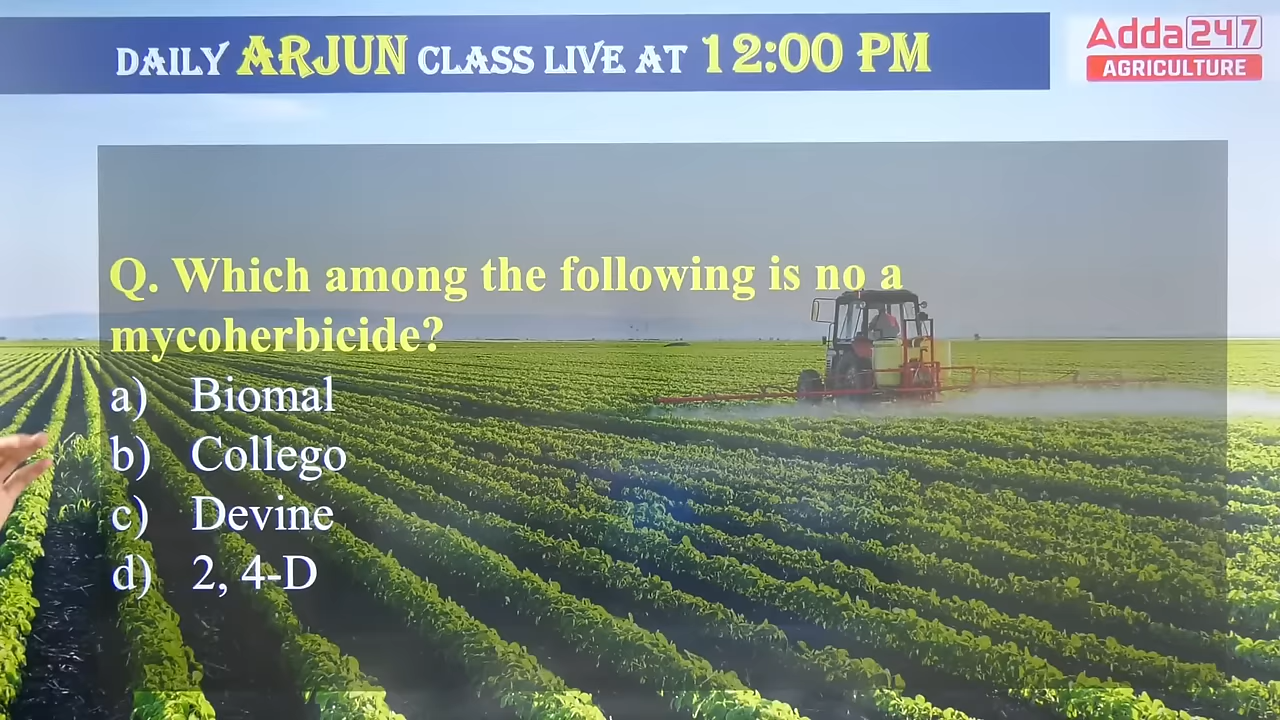 DAILY ARJUN CLASS LIVE AT 12:00 PM
Adda247
AGRICULTURE
Q. Which among the following is no a
mycoherbicide?
a) Biomal
b) Collego
c) Devine
d) 2, 4-D